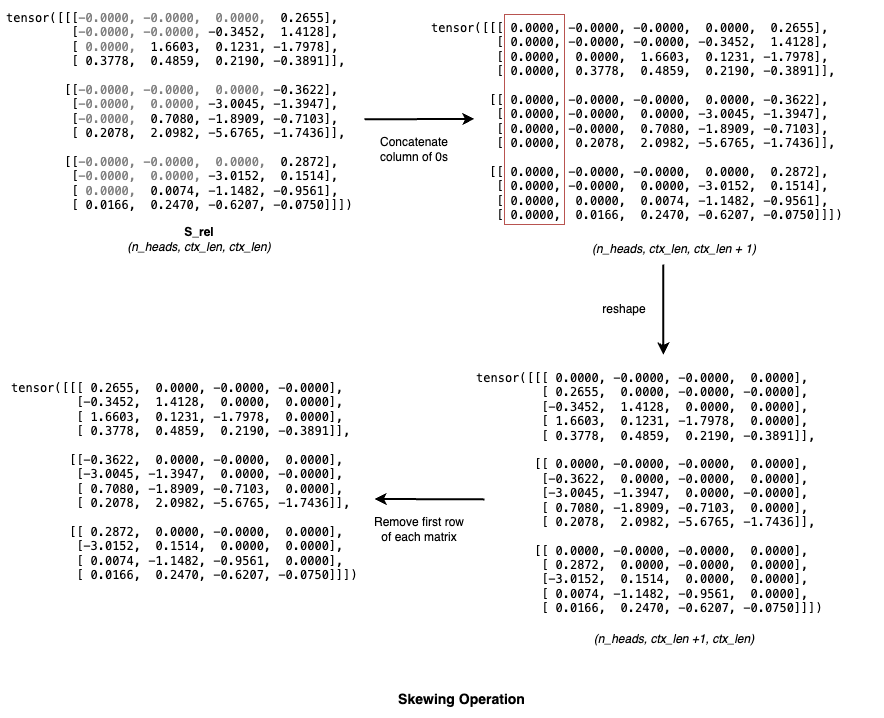 tensor([[[-0.0000, -0.0000, 0.0000, 0.2655],
[-0.0000, -0.0000, -0.3452, 1.4128],
[ 0.0000, 1.6603, 0.1231, -1.7978],
[ 0.3778, 0.4859, 0.2190, -0.3891]],
[[-0.0000, -0.0000, -0.0000, -0.3622],
[-0.0000, 0.0000, -3.0045, -1.3947],
[-0.0000, 0.7080, -1.8909, -0.7103],
[ 0.2078, 2.0982, -5.6765, -1.7436]],
[[-0.0000, -0.0000, 0.0000, 0.2872],
[-0.0000, 0.0000, -3.0152, 0.1514],
[ 0.0000, 0.0074, -1.1482, -0.9561],
[ 0.0166, 0.2470, -0.6207, -0.0750]]])
S_rel
(n_heads, ctx_len, ctx_len)
Concatenate
column of 0s
tensor([[[ 0.0000, -0.0000, -0.0000, 0.0000, 0.2655],
[ 0.0000, -0.0000, -0.0000, -0.3452, 1.4128],
[ 0.0000, 0.0000, 1.6603, 0.1231, -1.7978],
[ 0.0000, 0.3778, 0.4859, 0.2190, -0.3891]],
[[ 0.0000, -0.0000, -0.0000, -0.0000, -0.3622],
[ 0.0000, -0.0000, 0.0000, -3.0045, -1.3947],
[ 0.0000, -0.0000, 0.7080, -1.8909, -0.7103],
[ 0.0000, 0.2078, 2.0982, -5.6765, -1.7436]],
[[ 0.0000, -0.0000, -0.0000, 0.0000, 0.2872],
[ 0.0000, -0.0000, 0.0000, -3.0152, 0.1514],
[ 0.0000, 0.0000, 0.0074, -1.1482, -0.9561],
[ 0.0000, 0.0166, 0.2470, -0.6207, -0.0750]]])
(n_heads, ctx_len, ctx_len + 1)
reshape
tensor([[[ 0.0000, -0.0000, -0.0000, 0.0000],
[ 0.2655, 0.0000, -0.0000, -0.0000],
[-0.3452, 1.4128, 0.0000, 0.0000],
[ 1.6603, 0.1231, -1.7978, 0.0000],
[ 0.3778, 0.4859, 0.2190, -0.3891]],
[[ 0.0000, -0.0000, -0.0000, -0.0000],
[-0.3622, 0.0000, -0.0000, 0.0000],
[-3.0045, -1.3947, 0.0000, -0.0000],
[ 0.7080, -1.8909, -0.7103, 0.0000],
[ 0.2078, 2.0982, -5.6765, -1.7436]],
[[ 0.0000, -0.0000, -0.0000, 0.0000],
[ 0.2872, 0.0000, -0.0000, 0.0000],
[-3.0152, 0.1514, 0.0000, 0.0000],
[ 0.0074, -1.1482, -0.9561, 0.0000],
[ 0.0166, 0.2470, -0.6207, -0.0750]]])
(n_heads, ctx_len +1, ctx_len)
Remove first row
of each matrix
tensor([[[ 0.2655, 0.0000, -0.0000, -0.0000],
[-0.3452, 1.4128, 0.0000, 0.0000],
[ 1.6603, 0.1231, -1.7978, 0.0000],
[ 0.3778, 0.4859, 0.2190, -0.3891]],
[[-0.3622, 0.0000, -0.0000, 0.0000],
[-3.0045, -1.3947, 0.0000, -0.0000],
[ 0.7080, -1.8909, -0.7103, 0.0000],
[ 0.2078, 2.0982, -5.6765, -1.7436]],
[[ 0.2872, 0.0000, -0.0000, 0.0000],
[-3.0152, 0.1514, 0.0000, 0.0000],
[ 0.0074, -1.1482, -0.9561, 0.0000],
[ 0.0166, 0.2470, -0.6207, -0.0750]]])
Skewing Operation